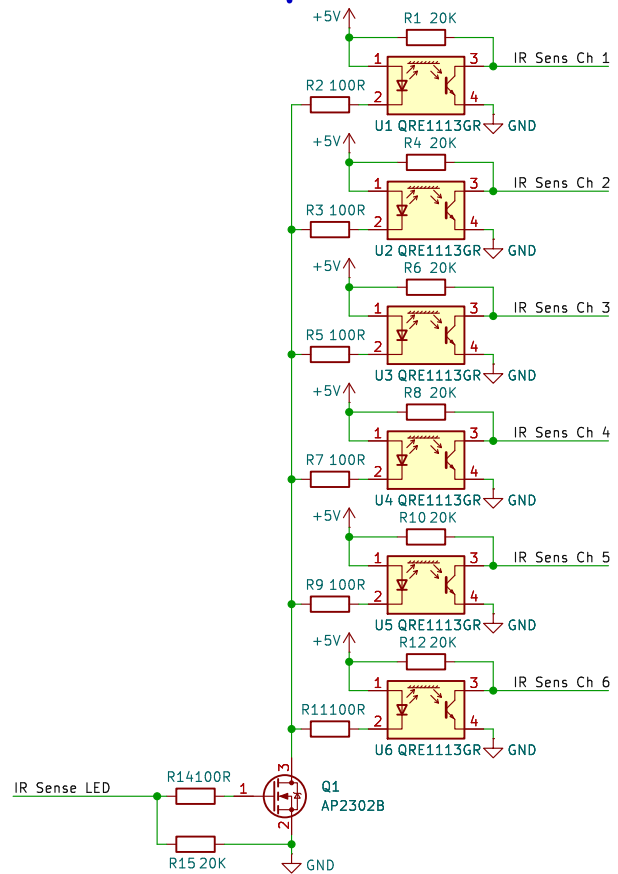 +5V R1 20K
1 3 IR Sens Ch 1
R2 100R 2 4
U1 QRE1113GR GND
+5V R4 20K
1 3 IR Sens Ch 2
R3 100R 2 4
U2 QRE1113GR GND
+5V R6 20K
1 3 IR Sens Ch 3
R5 100R 2 4
U3 QRE1113GR GND
+5V R8 20K
1 3 IR Sens Ch 4
R7 100R 2 4
U4 QRE1113GR GND
+5V R10 20K
1 3 IR Sens Ch 5
R9 100R 2 4
U5 QRE1113GR GND
+5V R12 20K
1 3 IR Sens Ch 6
R11 100R 2 4
U6 QRE1113GR GND
3
IR Sense LED R14 100R 1 Q1
AP2302B
2
R15 20K GND